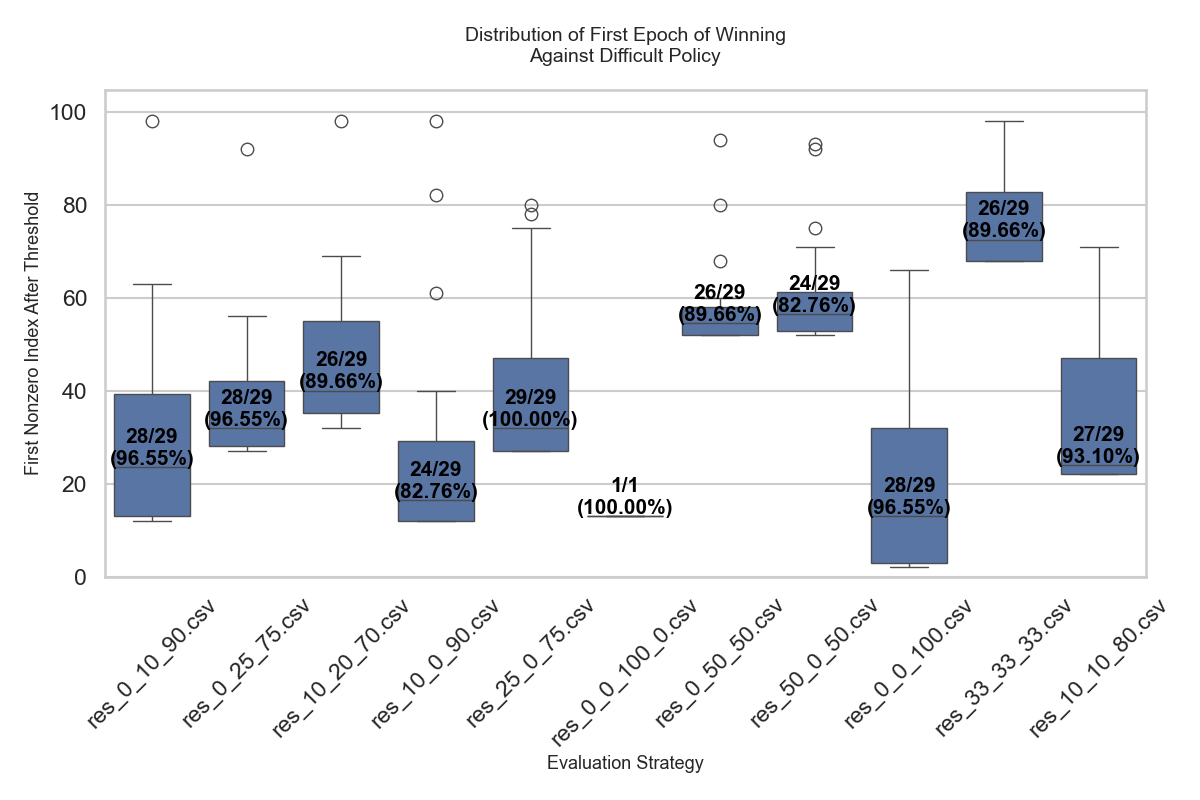 Distribution of First Epoch of Winning
Against Difficult Policy
First Nonzero Index After Threshold
100
80
60
40
20
0
28/29
(96.55%)
28/29
(96.55%)
26/29
(89.66%)
24/29
(82.76%)
29/29
(100.00%)
1/1
(100.00%)
26/29
(89.66%)
24/29
(82.76%)
28/29
(96.55%)
26/29
(89.66%)
27/29
(93.10%)
res_0_10_90.csv
res_0_25_75.csv
res_10_20_70.csv
res_10_0_90.csv
res_25_0_75.csv
res_0_0_100_0.csv
res_0_50_50.csv
res_50_0_50.csv
res_0_0_100.csv
res_33_33_33.csv
res_10_10_80.csv
Evaluation Strategy